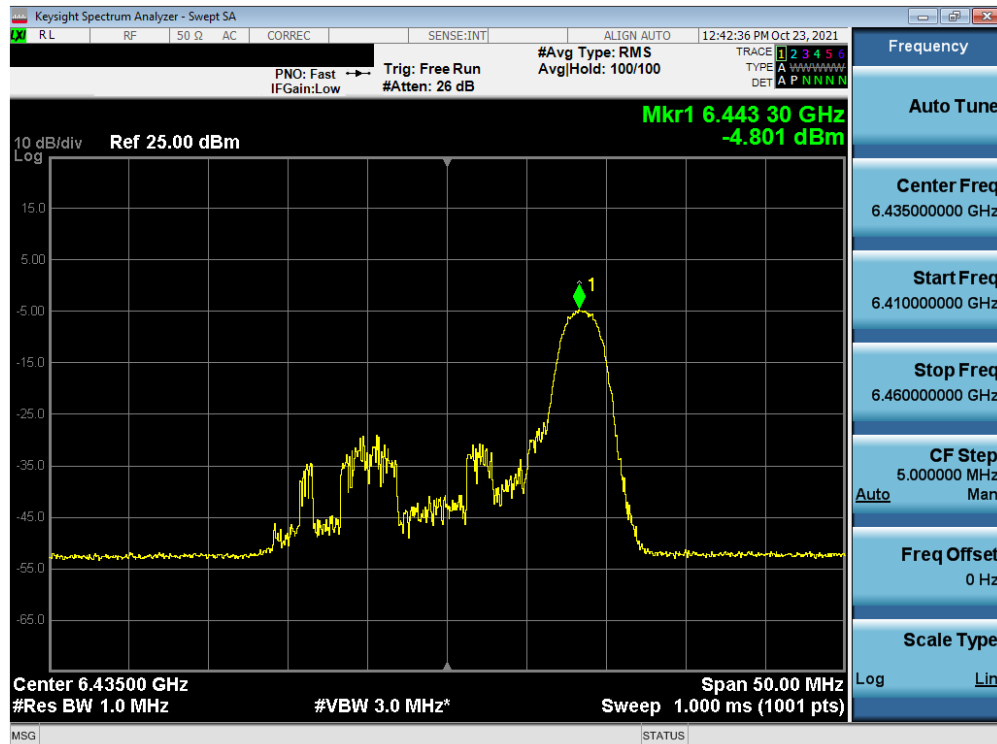 Keysight Spectrum Analyzer - Swept SA
LXI RL RF 50 Ω AC CORREC SENSE:INT ALIGN AUTO 12:42:36 PM Oct 23, 2021
PNO: Fast
IFGain:Low
Trig: Free Run
#Atten: 26 dB
#Avg Type: RMS
Avg|Hold: 100/100
TRACE 1 2 3 4 5 6
TYPE A WWWWW
DET A P N N N N
Mkr1 6.443 30 GHz
-4.801 dBm
10 dB/div Ref 25.00 dBm
Log
15.0
5.00
-5.00
-15.0
-25.0
-35.0
-45.0
-55.0
-65.0
1
Center 6.43500 GHz Span 50.00 MHz
#Res BW 1.0 MHz #VBW 3.0 MHz* Sweep 1.000 ms (1001 pts)
MSG STATUS
Frequency
Auto Tune
Center Freq
6.435000000 GHz
Start Freq
6.410000000 GHz
Stop Freq
6.460000000 GHz
CF Step
5.000000 MHz
Auto Man
Freq Offset
0 Hz
Scale Type
Log Lin